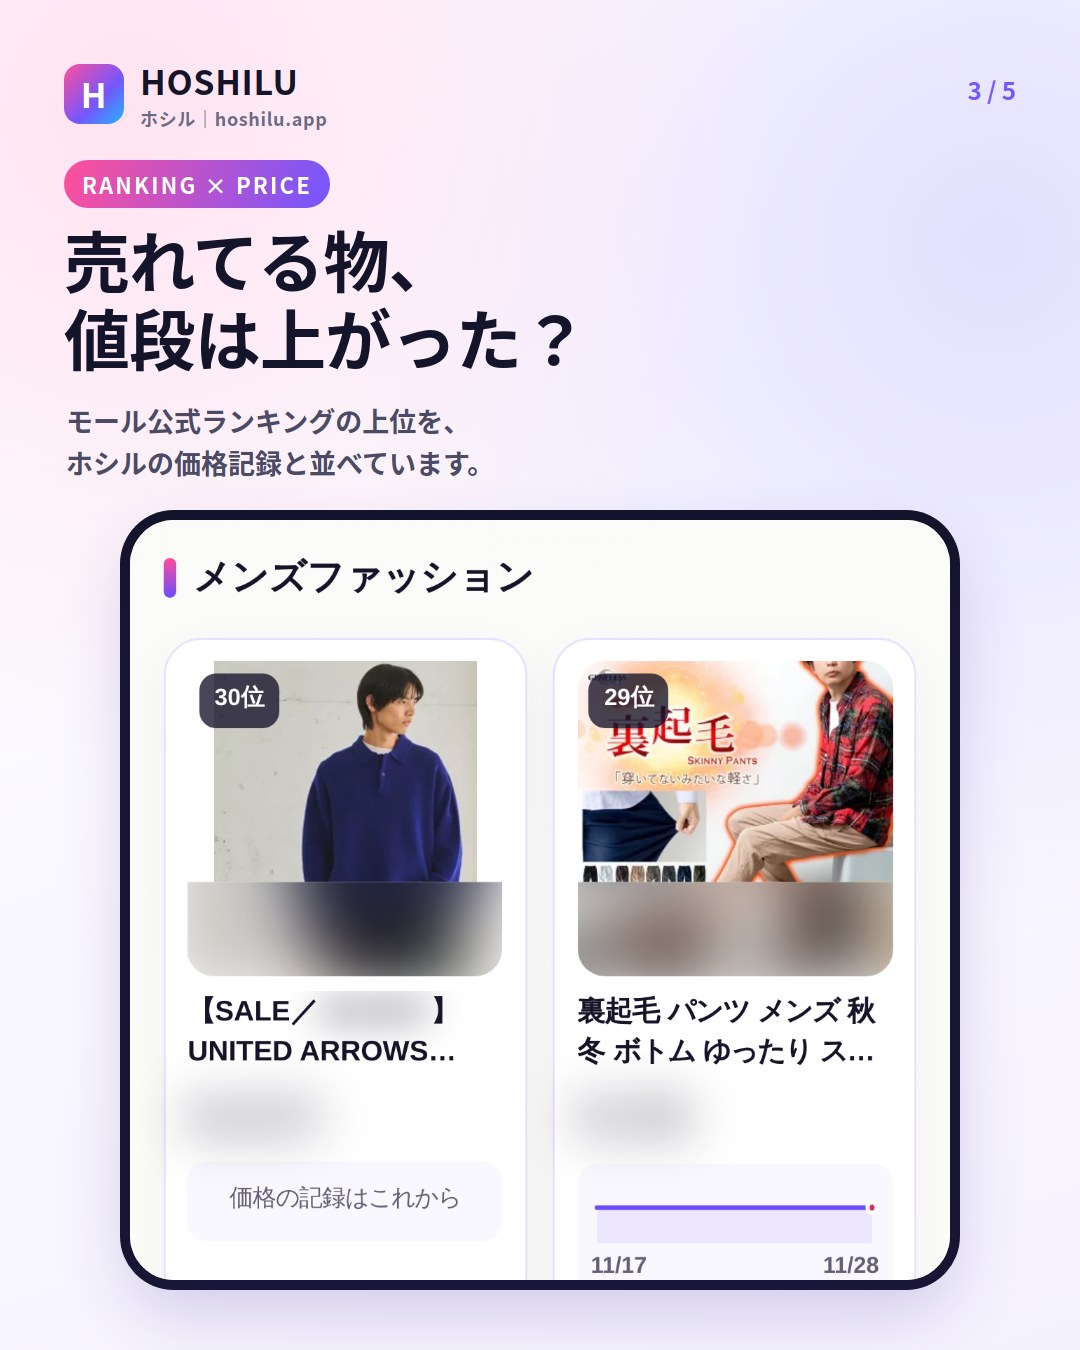 H
HOSHILU
ホシル｜hoshilu.app
3 / 5
RANKING × PRICE
売れてる物、
値段は上がった？
モール公式ランキングの上位を、
ホシルの価格記録と並べています。
メンズファッション
30位
29位
裏起毛
SKINNY PANTS
「穿いてないみたいな軽さ」
【SALE／ 】
UNITED ARROWS...
裏起毛 パンツ メンズ 秋
冬 ボトム ゆったり ス...
価格の記録はこれから
11/17
11/28